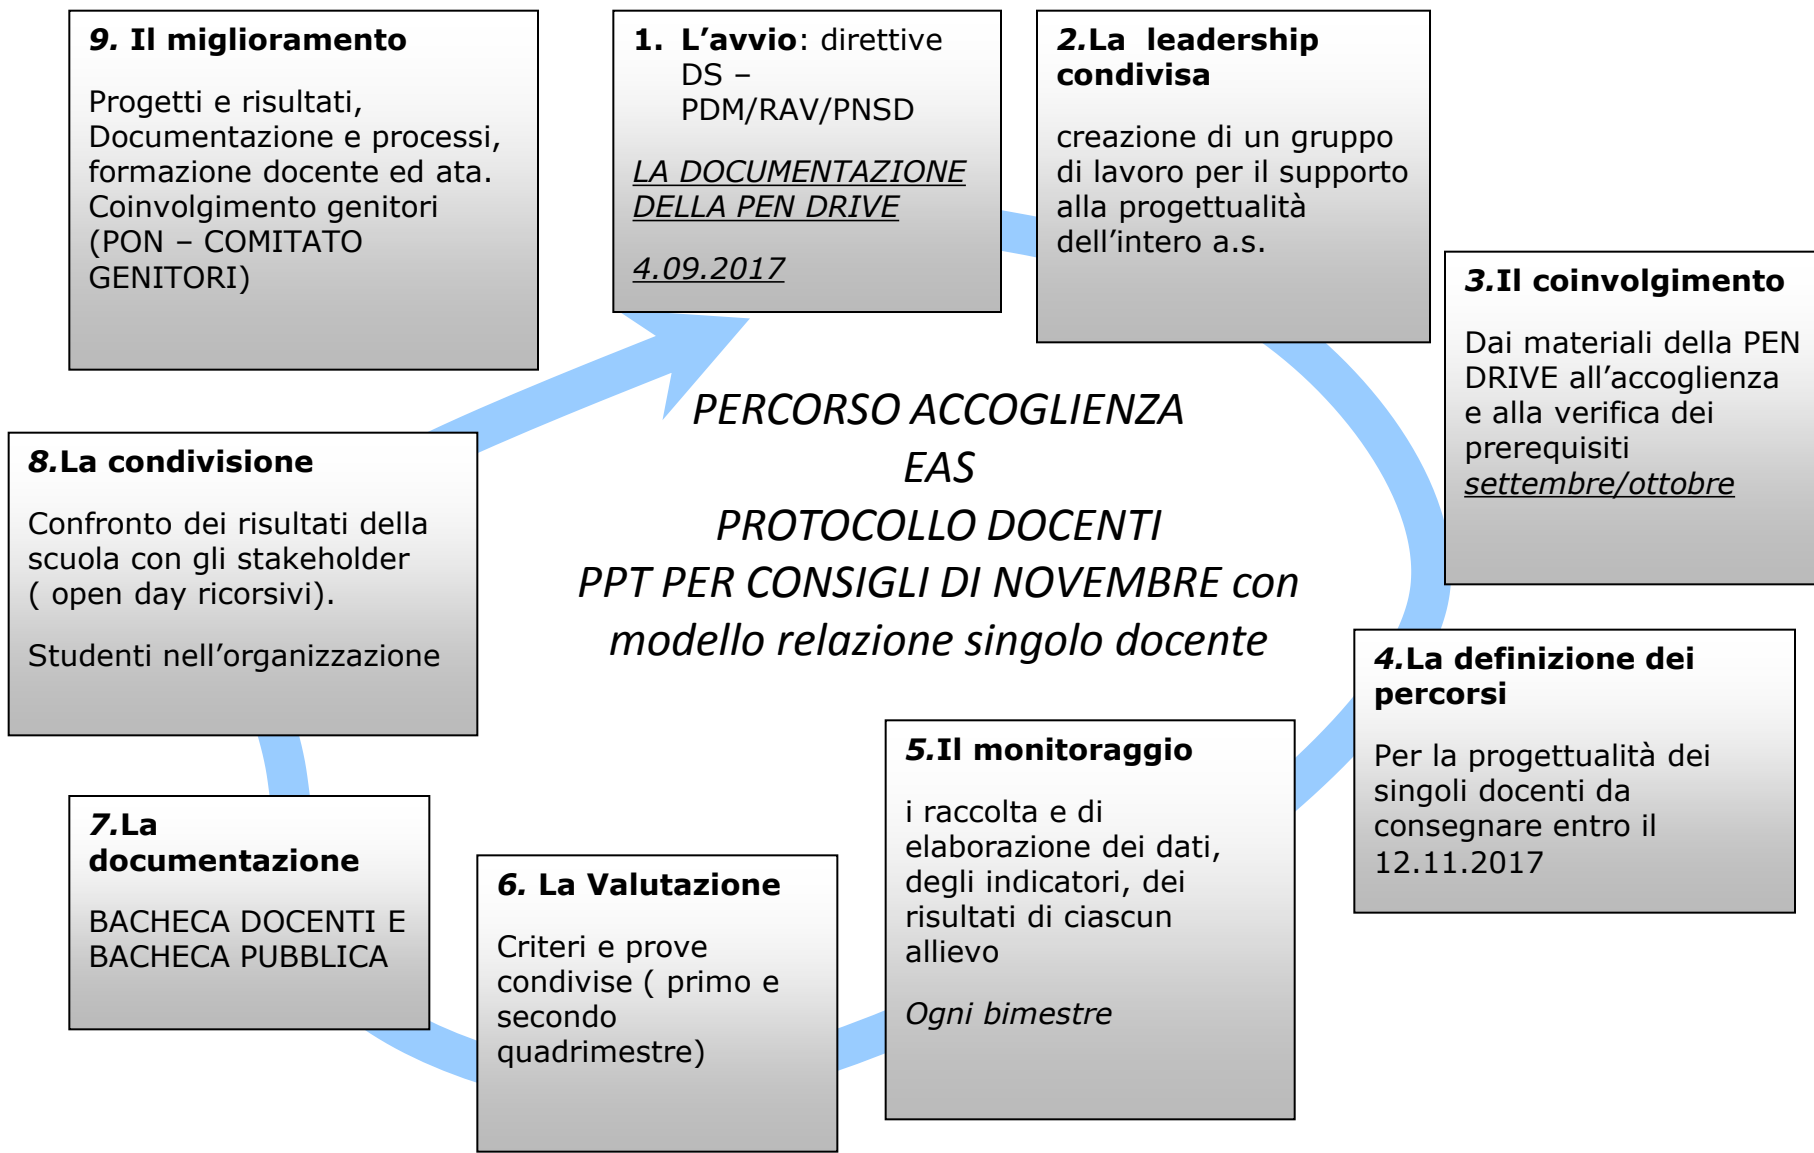 1. L’avvio: direttive
DS –
PDM/RAV/PNSD
LA DOCUMENTAZIONE
DELLA PEN DRIVE
4.09.2017
2.La leadership
condivisa
creazione di un gruppo
di lavoro per il supporto
alla progettualità
dell’intero a.s.
3.Il coinvolgimento
Dai materiali della PEN
DRIVE all’accoglienza
e alla verifica dei
prerequisiti
settembre/ottobre
4.La definizione dei
percorsi
Per la progettualità dei
singoli docenti da
consegnare entro il
12.11.2017
5.Il monitoraggio
i raccolta e di
elaborazione dei dati,
degli indicatori, dei
risultati di ciascun
allievo
Ogni bimestre
6. La Valutazione
Criteri e prove
condivise ( primo e
secondo
quadrimestre)
7.La
documentazione
BACHECA DOCENTI E
BACHECA PUBBLICA
8.La condivisione
Confronto dei risultati della
scuola con gli stakeholder
( open day ricorsivi).
Studenti nell’organizzazione
9. Il miglioramento
Progetti e risultati,
Documentazione e processi,
formazione docente ed ata.
Coinvolgimento genitori
(PON – COMITATO
GENITORI)
PERCORSO ACCOGLIENZA
EAS
PROTOCOLLO DOCENTI
PPT PER CONSIGLI DI NOVEMBRE con
modello relazione singolo docente